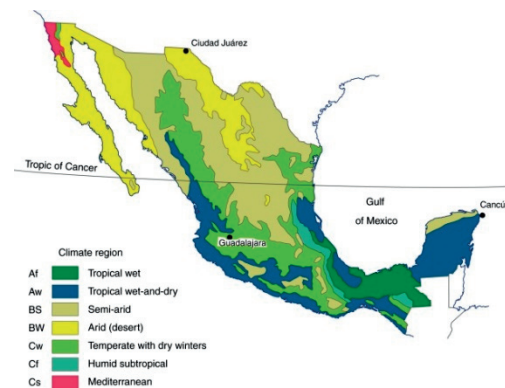 Ciudad Juárez
Tropic of Cancer
Gulf
of Mexico
Cancú
Guadalajara
Climate region
Af Tropical wet
Aw Tropical wet-and-dry
BS Semi-arid
BW Arid (desert)
Cw Temperate with dry winters
Cf Humid subtropical
Cs Mediterranean